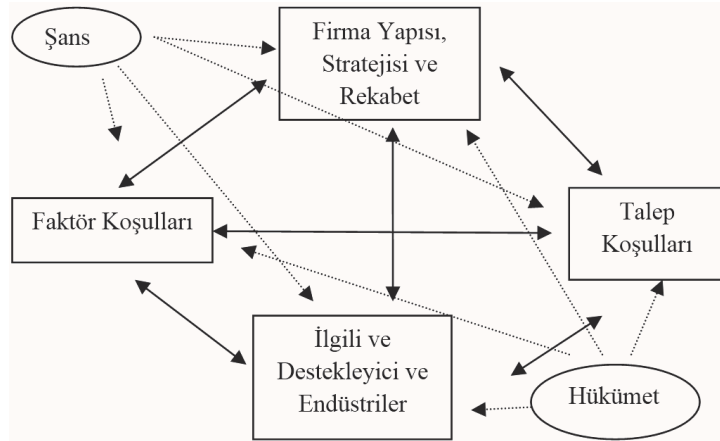 Şans
Firma Yapısı,
Stratejisi ve
Rekabet
Faktör Koşulları
Talep
Koşulları
İlgili ve
Destekleyici ve
Endüstriler
Hükümet